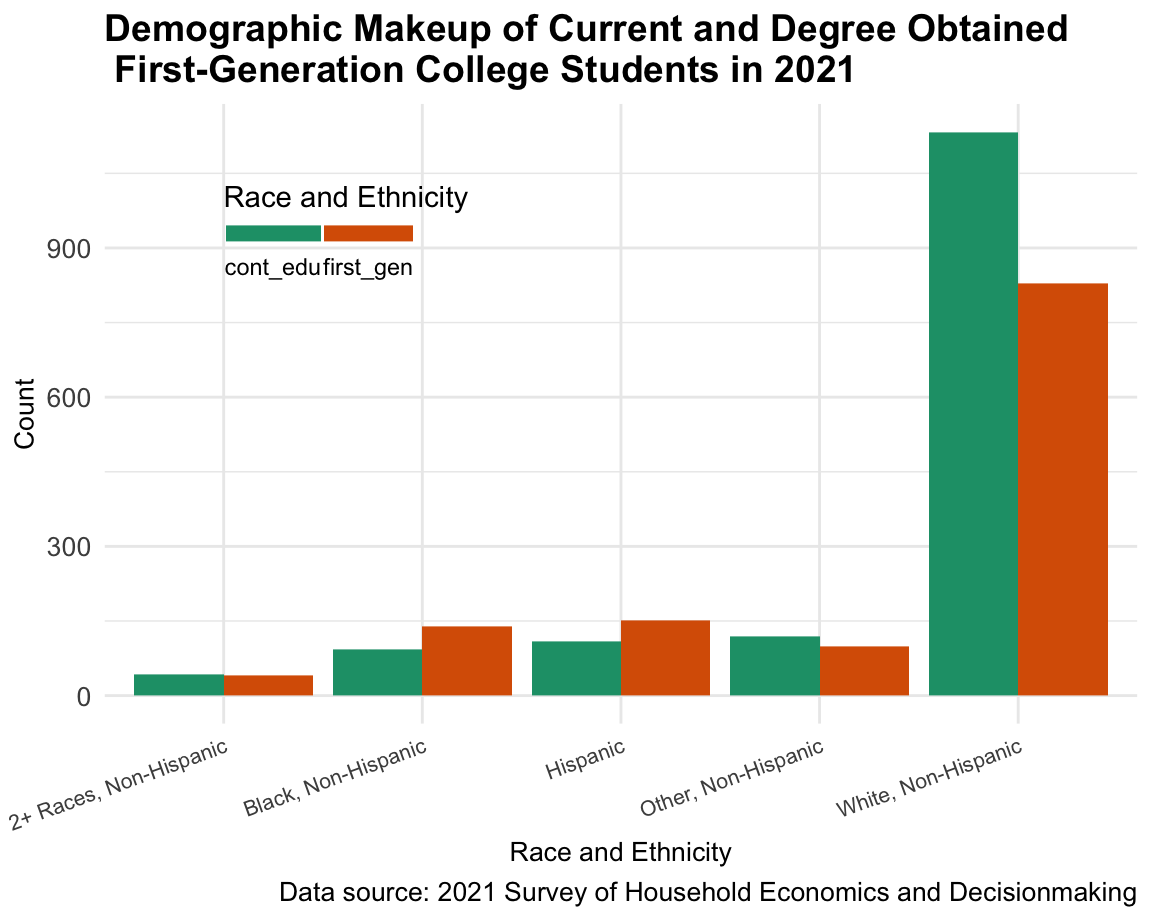 Demographic Makeup of Current and Degree Obtained
First-Generation College Students in 2021
Race and Ethnicity
cont_edu first_gen
900
600
300
0
Count
2+ Races, Non-Hispanic
Black, Non-Hispanic
Hispanic
Other, Non-Hispanic
White, Non-Hispanic
Race and Ethnicity
Data source: 2021 Survey of Household Economics and Decisionmaking